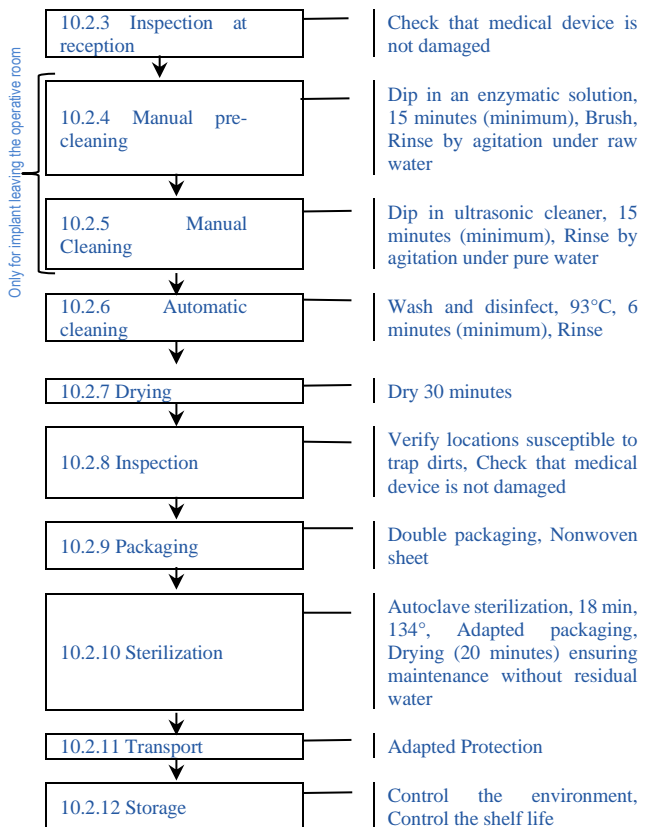 Only for implant leaving the operative room
10.2.3 Inspection at
reception
Check that medical device is
not damaged
10.2.4 Manual pre-
cleaning
Dip in an enzymatic solution,
15 minutes (minimum), Brush,
Rinse by agitation under raw
water
10.2.5 Manual
Cleaning
Dip in ultrasonic cleaner, 15
minutes (minimum), Rinse by
agitation under pure water
10.2.6 Automatic
cleaning
Wash and disinfect, 93°C, 6
minutes (minimum), Rinse
10.2.7 Drying
Dry 30 minutes
10.2.8 Inspection
Verify locations susceptible to
trap dirts, Check that medical
device is not damaged
10.2.9 Packaging
Double packaging, Nonwoven
sheet
10.2.10 Sterilization
Autoclave sterilization, 18 min,
134°, Adapted packaging,
Drying (20 minutes) ensuring
maintenance without residual
water
10.2.11 Transport
Adapted Protection
10.2.12 Storage
Control the environment,
Control the shelf life